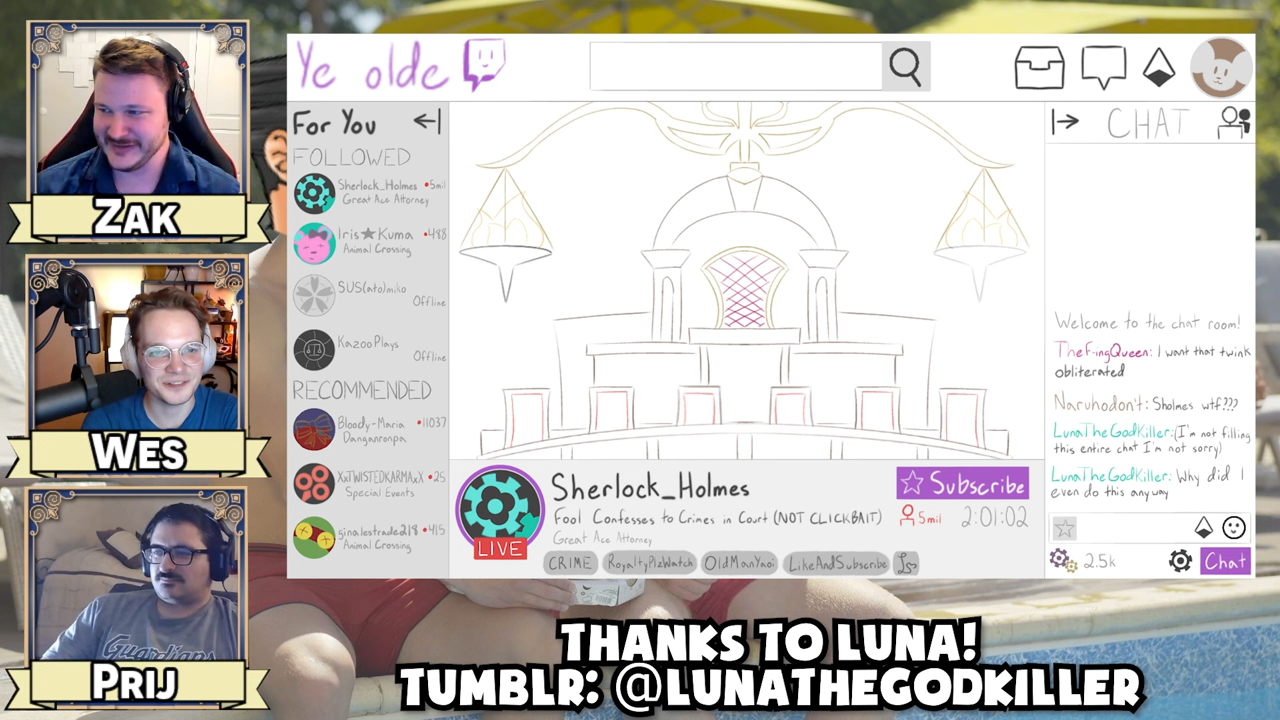 Zak
Wes
Guardians
Prij
Ye olde
For You
FOLLOWED
Sherlock_Holmes •5mil
Great Ace Attorney
Iris★Kuma •488
Animal Crossing
SUS(ato)miko
Offline
KazooPlays
Offline
RECOMMENDED
Bloody-Maria •11037
Danganronpa
XxTWISTEDKARMAxX •25
Special Events
ginalestrade218 •415
Animal Crossing
LIVE
Sherlock_Holmes
Fool Confesses to Crimes in Court (NOT CLICKBAIT)
Great Ace Attorney
Subscribe
5mil 2:01:02
CRIME RoyaltyPlzWatch OldManYaoi LikeAndSubscribe
CHAT
Welcome to the chat room!
TheF-ingQueen: I want that twink
obliterated
Naruhodon't: Sholmes wtf???
LunaTheGodKiller: (I'm not filling
this entire chat I'm not sorry)
LunaTheGodKiller: Why did I
even do this anyway
2.5k
Chat
THANKS TO LUNA!
TUMBLR: @LUNATHEGODKILLER